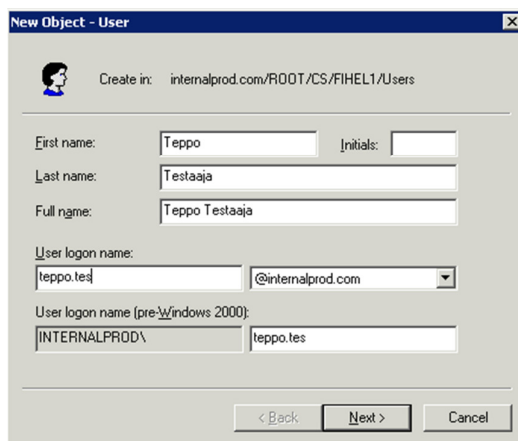 New Object - User
Create in: internalprod.com/ROOT/CS/FIHEL1/Users
First name: Teppo Initials:
Last name: Testaaja
Full name: Teppo Testaaja
User logon name:
teppo.tes @internalprod.com
User logon name (pre-Windows 2000):
INTERNALPROD\ teppo.tes
< Back Next > Cancel